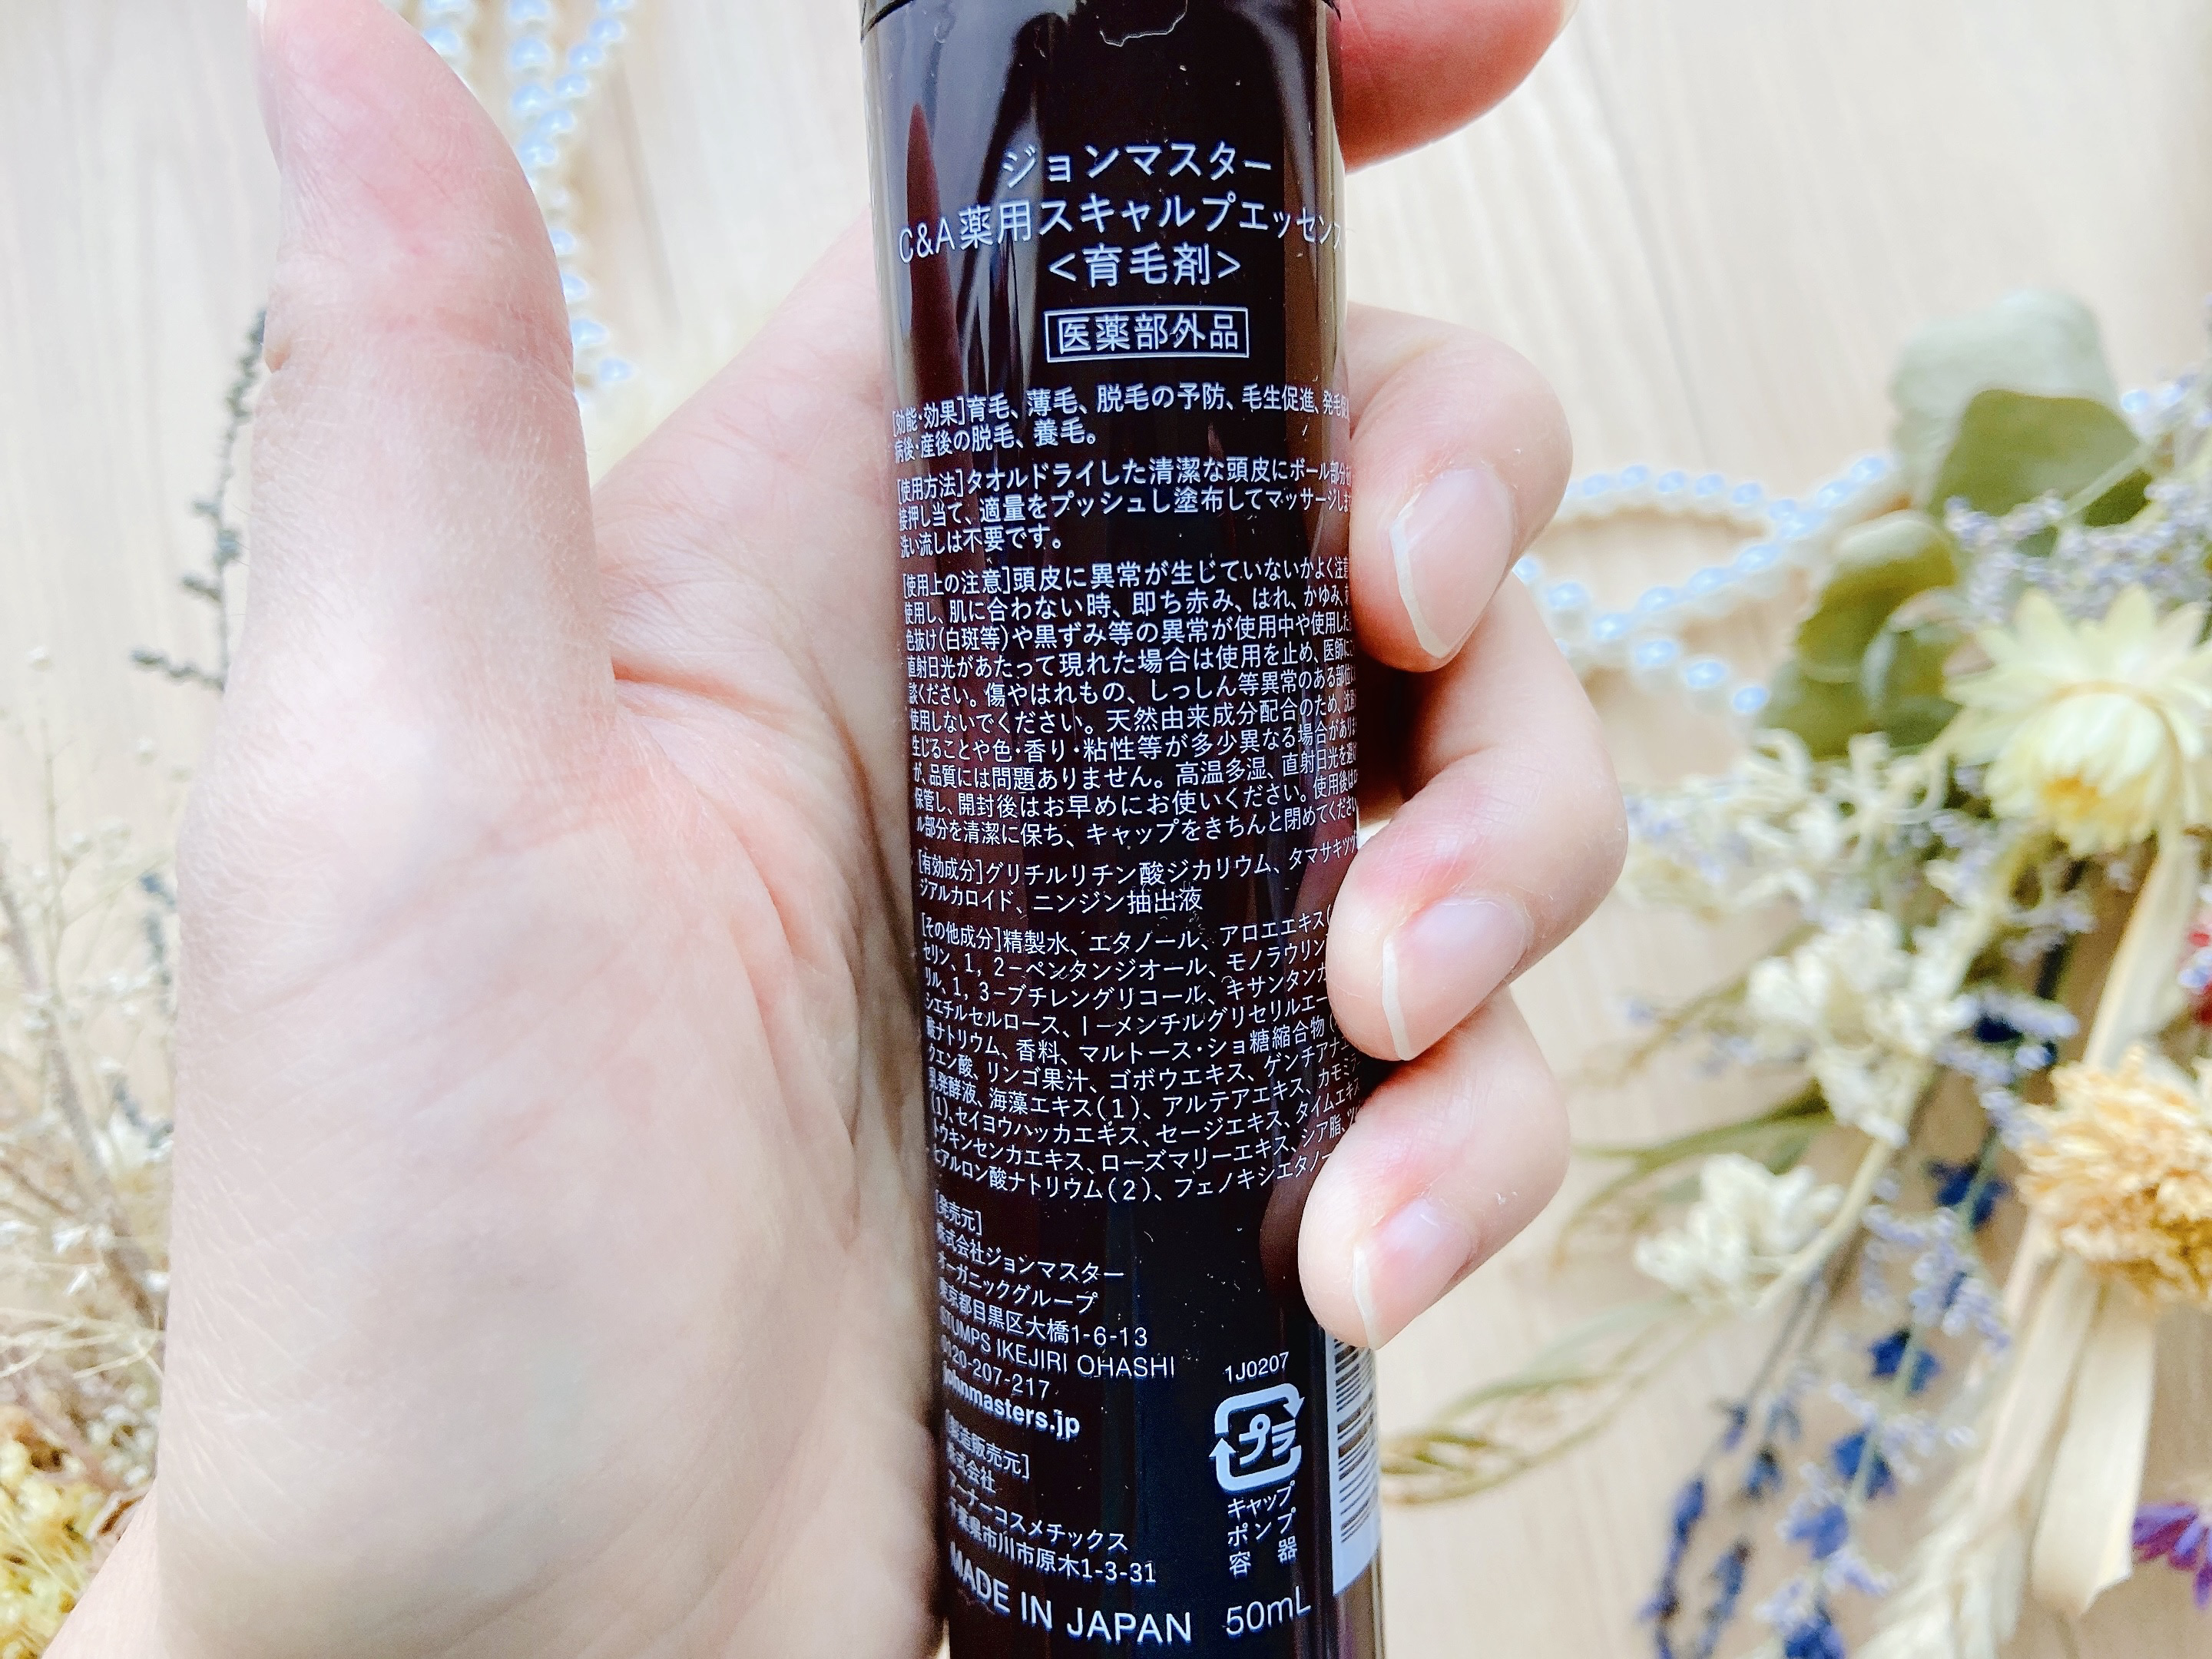 ジョンマスター
C&A薬用スキャルプエッセンス
<育毛剤>
医薬部外品
[効能・効果]育毛、薄毛、脱毛の予防、毛生促進、発毛促
病後・産後の脱毛、養毛。
[使用方法]タオルドライした清潔な頭皮にボール部分を
接押し当て、適量をプッシュし塗布してマッサージしま
洗い流しは不要です。
[使用上の注意]頭皮に異常が生じていないかよく注意
使用し、肌に合わない時、即ち赤み、はれ、かゆみ、
色抜け(白斑等)や黒ずみ等の異常が使用中や使用した
直射日光があたって現れた場合は使用を止め、医師に
談ください。傷やはれもの、しっしん等異常のある部位
使用しないでください。天然由来成分配合のため、沈
生じることや色・香り・粘性等が多少異なる場合があり
が、品質には問題ありません。高温多湿、直射日光を避
保管し、開封後はお早めにお使いください。使用後は
ル部分を清潔に保ち、キャップをきちんと閉めてください
[有効成分]グリチルリチン酸ジカリウム、タマサキツヅ
ジアルカロイド、ニンジン抽出液
[その他成分]精製水、エタノール、アロエエキス(
セリン、1,2-ペンタンジオール、モノラウリン
リル、1,3-ブチレングリコール、キサンタンガ
シエチルセルロース、l-メンチルグリセリルエー
酸ナトリウム、香料、マルトース・ショ糖縮合物(
クエン酸、リンゴ果汁、ゴボウエキス、ゲンチアナ
乳発酵液、海藻エキス(1)、アルテアエキス、カモミラ
(1)、セイヨウハッカエキス、セージエキス、タイムエキス
トウキンセンカエキス、ローズマリーエキス、シア脂、
ヒアルロン酸ナトリウム(2)、フェノキシエタノー
[発売元]
株式会社ジョンマスター
オーガニックグループ
東京都目黒区大橋1-6-13
STUMPS IKEJIRI OHASHI
0120-207-217
johnmasters.jp
[製造販売元]
株式会社
アーナーコスメチックス
千葉県市川市原木1-3-31
MADE IN JAPAN 50mL
1J0207
プラ
キャップ
ポンプ
容器